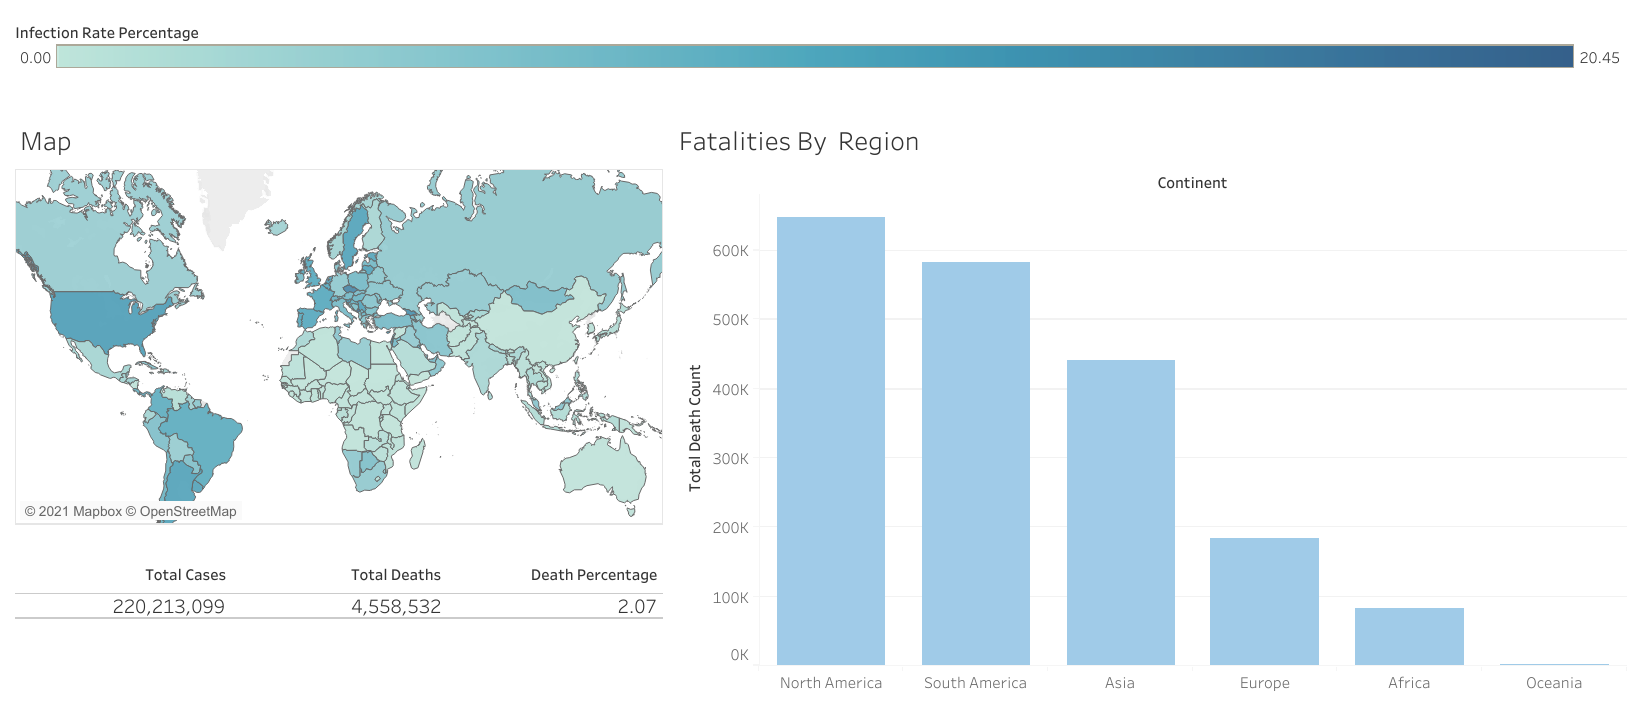 Infection Rate Percentage
0.00 20.45
Map
© 2021 Mapbox © OpenStreetMap
Total Cases Total Deaths Death Percentage
220,213,099 4,558,532 2.07
Fatalities By Region
Continent
Total Death Count
600K
500K
400K
300K
200K
100K
0K
North America South America Asia Europe Africa Oceania